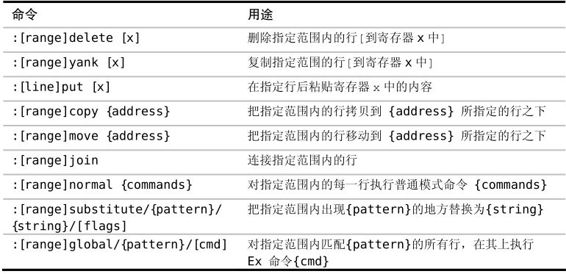 命令 用途
:[range]delete [x] 删除指定范围内的行[到寄存器 x 中]
:[range]yank [x] 复制指定范围的行[到寄存器 x 中]
:[line]put [x] 在指定行后粘贴寄存器 x 中的内容
:[range]copy {address} 把指定范围内的行拷贝到 {address} 所指定的行之下
:[range]move {address} 把指定范围内的行移动到 {address} 所指定的行之下
:[range]join 连接指定范围内的行
:[range]normal {commands} 对指定范围内的每一行执行普通模式命令 {commands}
:[range]substitute/{pattern}/ 把指定范围内出现{pattern}的地方替换为{string}
{string}/[flags]
:[range]global/{pattern}/[cmd] 对指定范围内匹配{pattern}的所有行，在其上执行
Ex 命令{cmd}